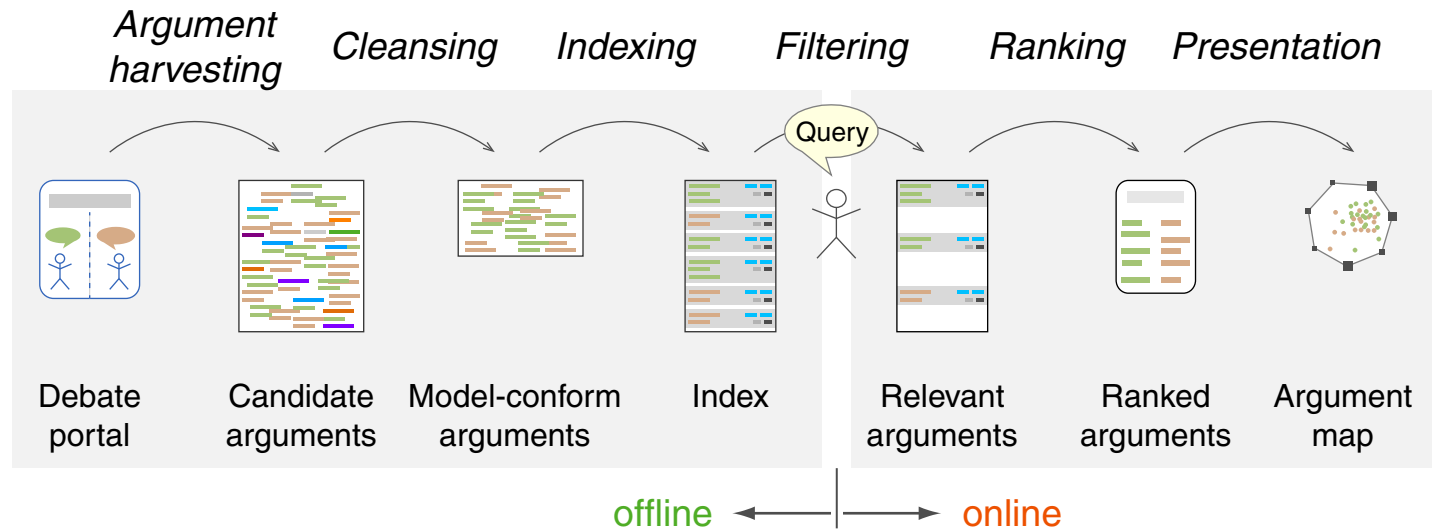 Argument
harvesting
Cleansing
Indexing
Filtering
Ranking
Presentation
Query
Debate
portal
Candidate
arguments
Model-conform
arguments
Index
Relevant
arguments
Ranked
arguments
Argument
map
offline
online